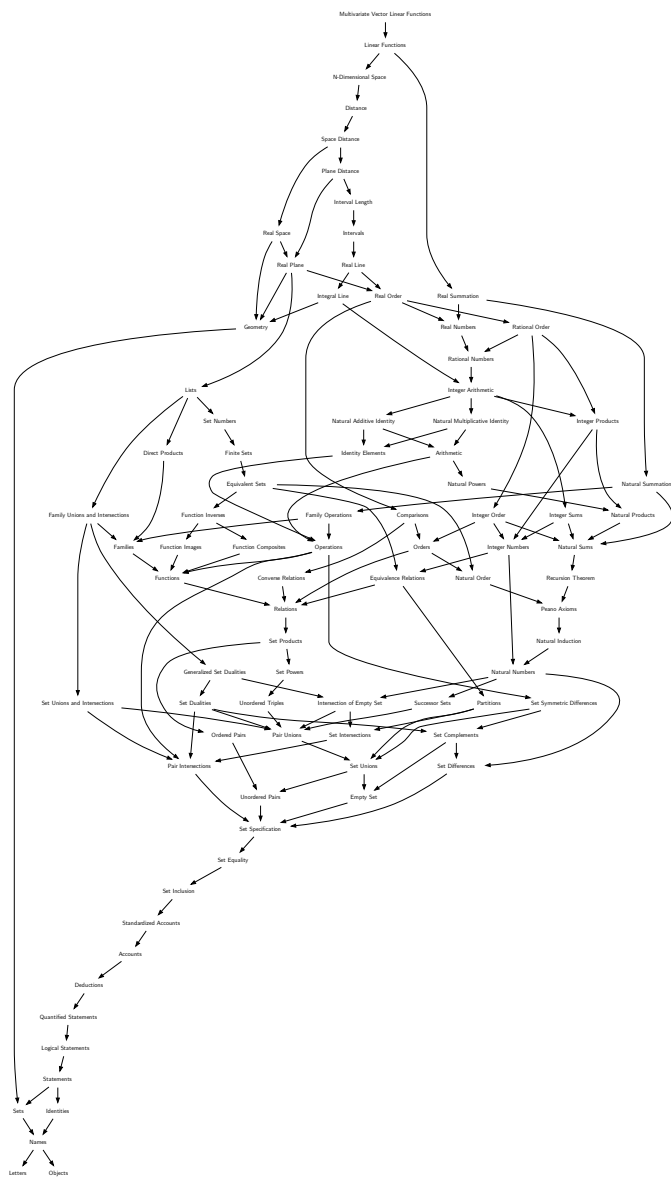 Multivariate Vector Linear Functions
Linear Functions
N-Dimensional Space
Distance
Space Distance
Plane Distance
Interval Length
Real Space
Intervals
Real Plane
Real Line
Integral Line
Real Order
Real Summation
Geometry
Real Numbers
Rational Order
Rational Numbers
Lists
Integer Arithmetic
Set Numbers
Natural Additive Identity
Natural Multiplicative Identity
Integer Products
Direct Products
Finite Sets
Identity Elements
Arithmetic
Equivalent Sets
Natural Powers
Natural Summation
Family Unions and Intersections
Function Inverses
Family Operations
Comparisons
Integer Order
Integer Sums
Natural Products
Families
Function Images
Function Composites
Operations
Orders
Integer Numbers
Natural Sums
Functions
Converse Relations
Equivalence Relations
Natural Order
Recursion Theorem
Relations
Peano Axioms
Set Products
Natural Induction
Generalized Set Dualities
Set Powers
Natural Numbers
Set Unions and Intersections
Set Dualities
Unordered Triples
Intersection of Empty Set
Successor Sets
Partitions
Set Symmetric Differences
Ordered Pairs
Pair Unions
Set Intersections
Set Complements
Pair Intersections
Set Unions
Set Differences
Unordered Pairs
Empty Set
Set Specification
Set Equality
Set Inclusion
Standardized Accounts
Accounts
Deductions
Quantified Statements
Logical Statements
Statements
Sets
Identities
Names
Letters
Objects